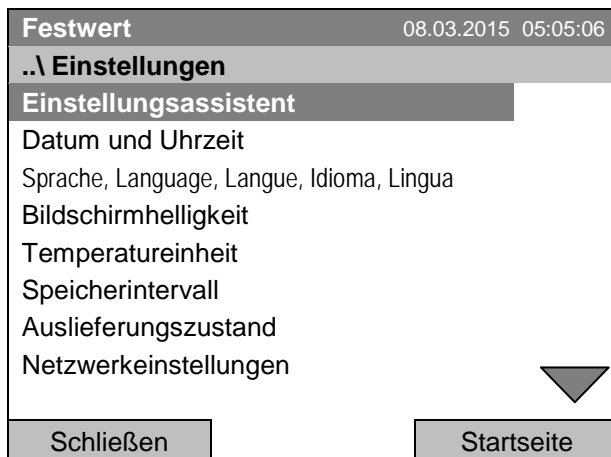 Festwert 08.03.2015 05:05:06
..\ Einstellungen
Einstellungsassistent
Datum und Uhrzeit
Sprache, Language, Langue, Idioma, Lingua
Bildschirmhelligkeit
Temperatureinheit
Speicherintervall
Auslieferungszustand
Netzwerkeinstellungen
Schließen Startseite